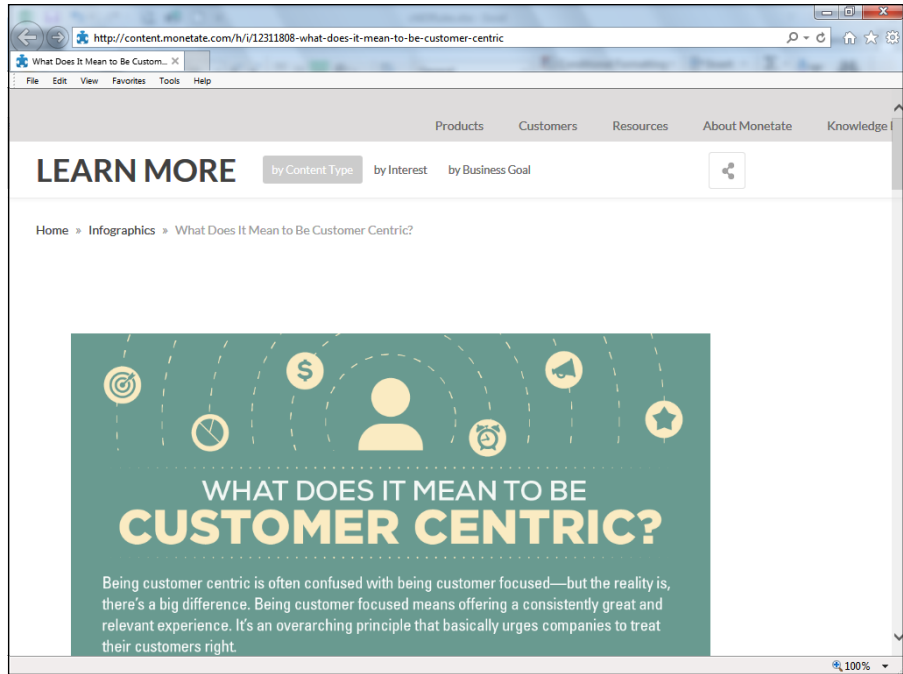 http://content.monetate.com/h/i/12311808-what-does-it-mean-to-be-customer-centric
What Does It Mean to Be Custom...
File Edit View Favorites Tools Help
Products Customers Resources About Monetate Knowledge
LEARN MORE by Content Type by Interest by Business Goal
Home » Infographics » What Does It Mean to Be Customer Centric?
$
WHAT DOES IT MEAN TO BE
CUSTOMER CENTRIC?
Being customer centric is often confused with being customer focused—but the reality is,
there's a big difference. Being customer focused means offering a consistently great and
relevant experience. It's an overarching principle that basically urges companies to treat
their customers right.
100%